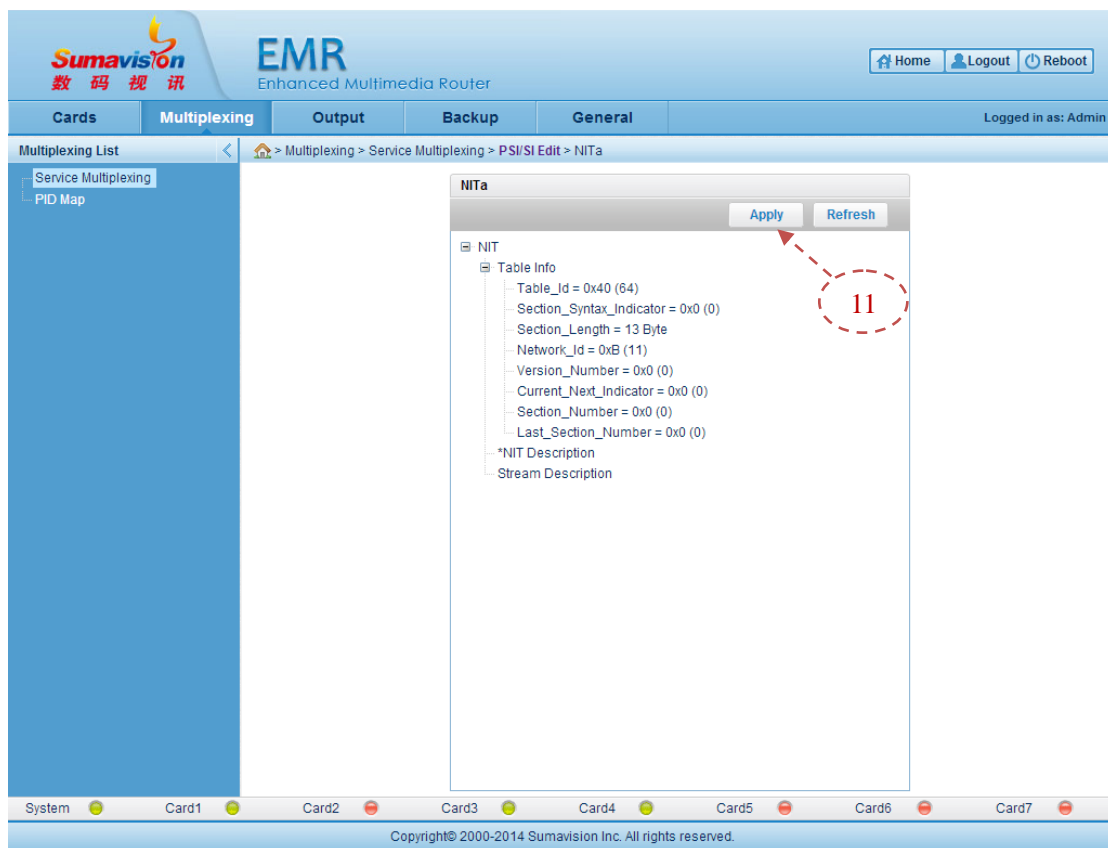 Sumavision
数码视讯
EMR
Enhanced Multimedia Router
Home
Logout
Reboot
Cards
Multiplexing
Output
Backup
General
Logged in as: Admin
Multiplexing List
> Multiplexing > Service Multiplexing > PSI/SI Edit > NITa
Service Multiplexing
PID Map
NITa
Apply
Refresh
NIT
Table Info
Table_Id = 0x40 (64)
Section_Syntax_Indicator = 0x0 (0)
Section_Length = 13 Byte
Network_Id = 0xB (11)
Version_Number = 0x0 (0)
Current_Next_Indicator = 0x0 (0)
Section_Number = 0x0 (0)
Last_Section_Number = 0x0 (0)
*NIT Description
Stream Description
11
System
Card1
Card2
Card3
Card4
Card5
Card6
Card7
Copyright© 2000-2014 Sumavision Inc. All rights reserved.